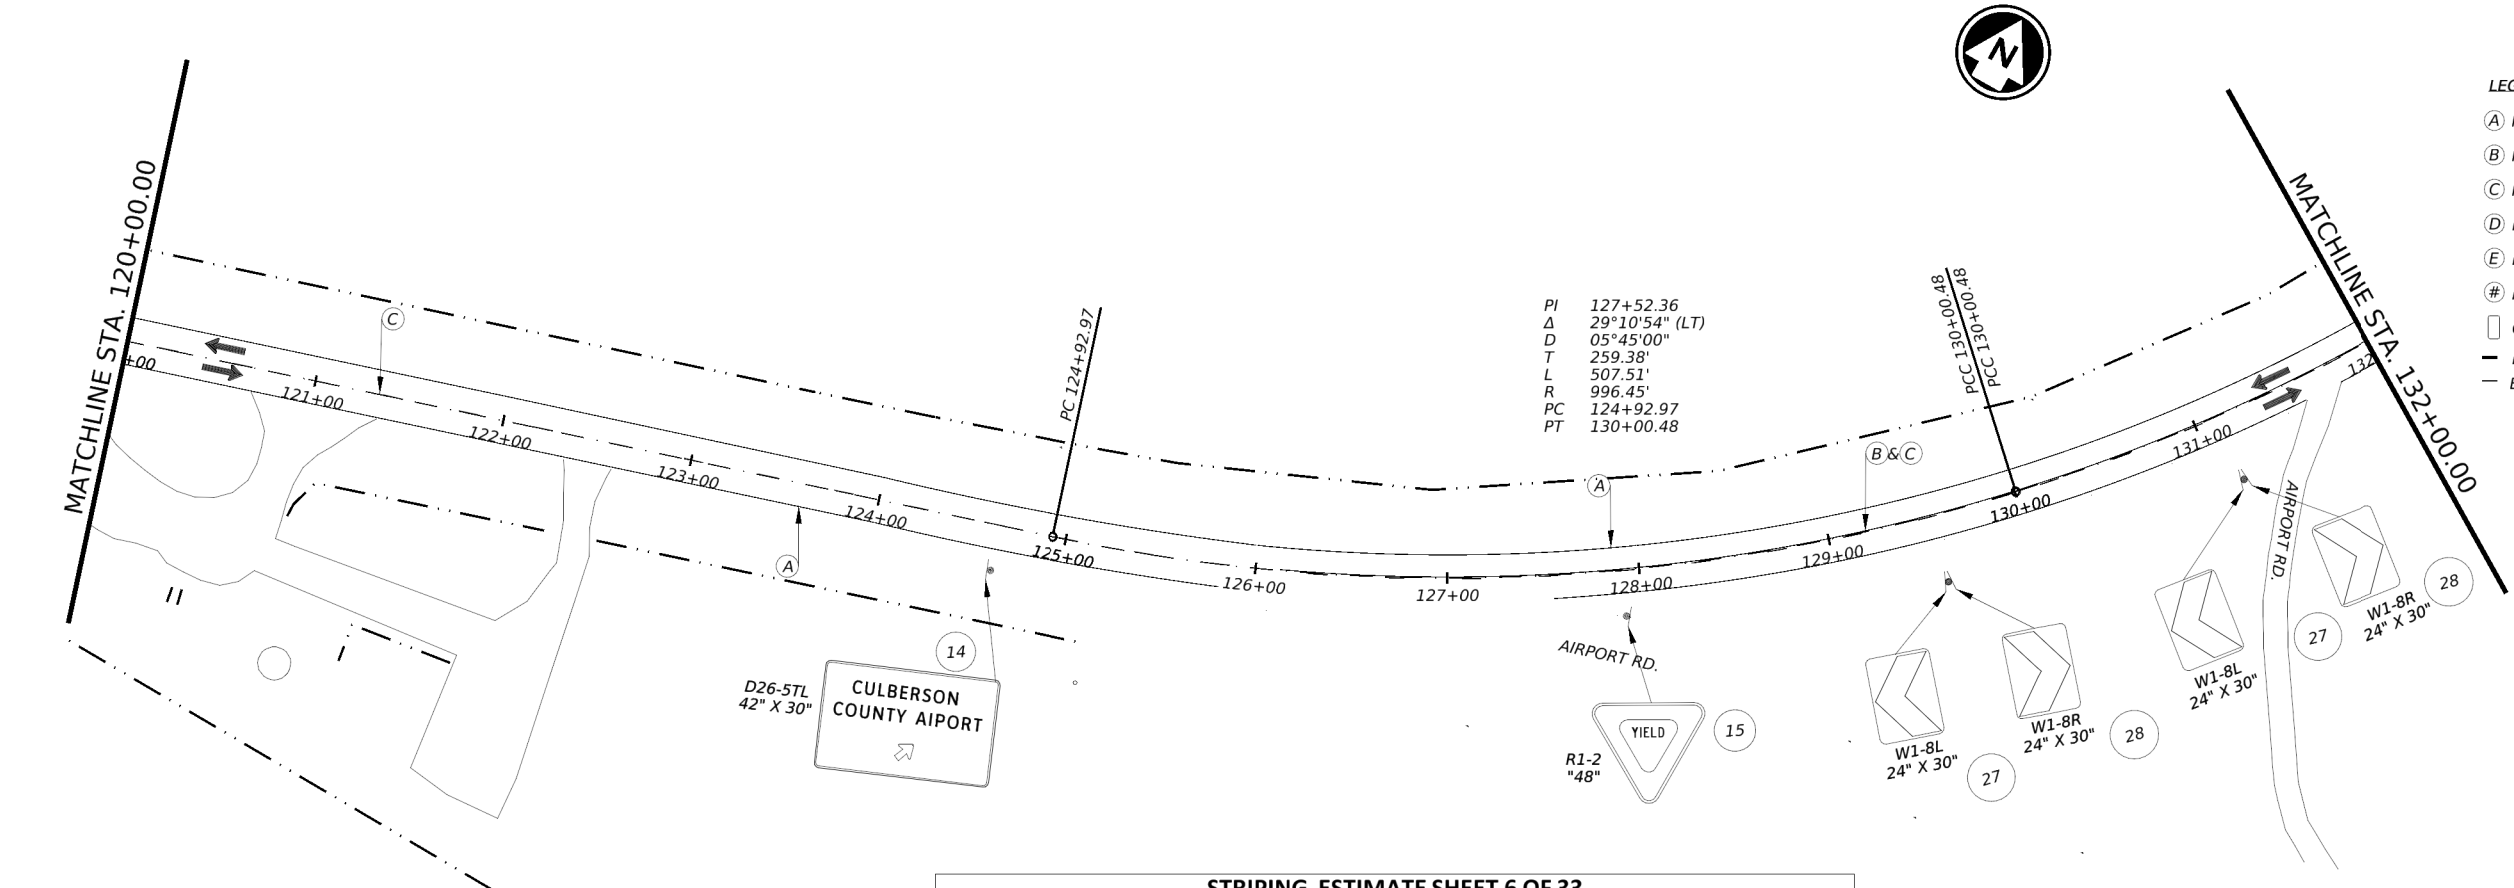 N
LEG
A
B
C
D
E
#
MATCHLINE STA. 120+00.00
+00
C
121+00
122+00
123+00
124+00
A
PC 124+92.97
125+00
126+00
127+00
128+00
129+00
130+00
131+00
132
PI 127+52.36
Δ 29°10'54" (LT)
D 05°45'00"
T 259.38'
L 507.51'
R 996.45'
PC 124+92.97
PT 130+00.48
A
B & C
PCC 130+00.48
PCC 130+00.48
MATCHLINE STA. 132+00.00
14
D26-5TL
42" X 30"
CULBERSON
COUNTY AIPORT
AIRPORT RD.
R1-2
"48"
YIELD
15
W1-8L
24" X 30"
27
W1-8R
24" X 30"
28
W1-8L
24" X 30"
27
W1-8R
24" X 30"
28
AIRPORT RD.
STRIPING ESTIMATE SHEET 6 OF 33